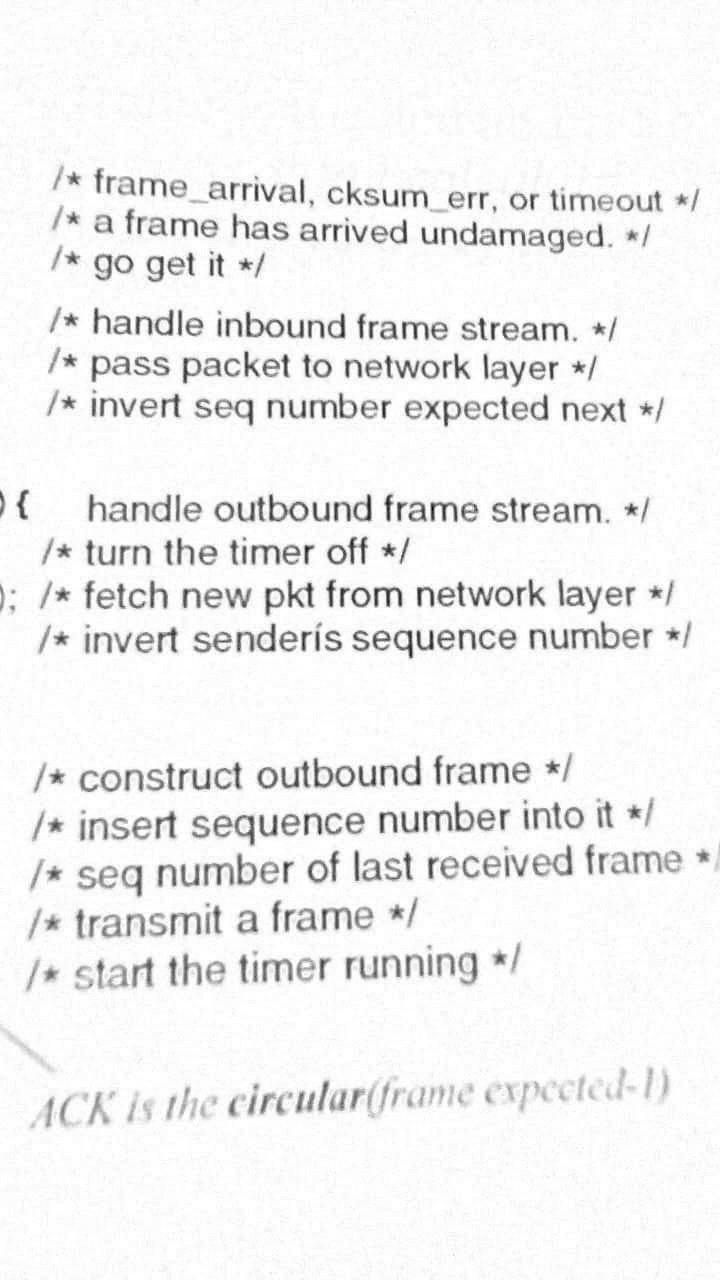 /* frame_arrival, cksum_err, or timeout */
/* a frame has arrived undamaged. */
/* go get it */
/* handle inbound frame stream. */
/* pass packet to network layer */
/* invert seq number expected next */
) {     handle outbound frame stream. */
/* turn the timer off */
); /* fetch new pkt from network layer */
/* invert senderís sequence number */
/* construct outbound frame */
/* insert sequence number into it */
/* seq number of last received frame */
/* transmit a frame */
/* start the timer running */
ACK is the circular(frame expected-1)